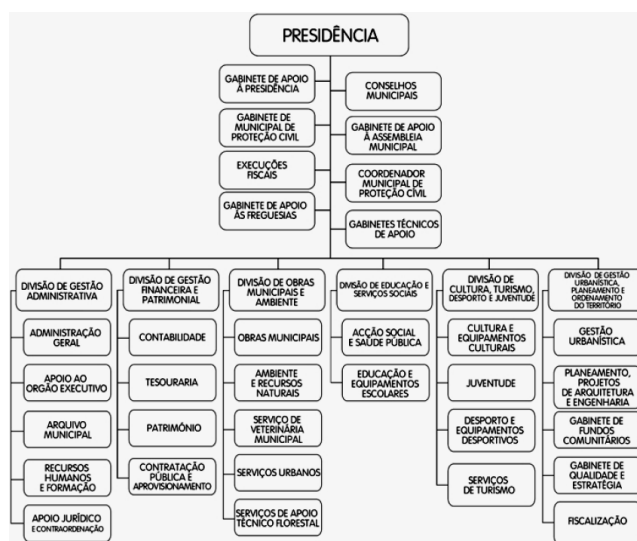 PRESIDÊNCIA
GABINETE DE APOIO
À PRESIDÊNCIA
CONSELHOS
MUNICIPAIS
GABINETE DE
MUNICIPAL DE
PROTEÇÃO CIVIL
GABINETE DE APOIO
À ASSEMBLEIA
MUNICIPAL
EXECUÇÕES
FISCAIS
COORDENADOR
MUNICIPAL DE
PROTEÇÃO CÍVIL
GABINETE DE APOIO
ÀS FREGUESIAS
GABINETES TÉCNICOS
DE APOIO
DIVISÃO DE GESTÃO
ADMINISTRATIVA
ADMINISTRAÇÃO
GERAL
APOIO AO
ORGÃO EXECUTIVO
ARQUIVO
MUNICIPAL
RECURSOS
HUMANOS
E FORMAÇÃO
APOIO JURÍDICO
E CONTRAORDENAÇÃO
DIVISÃO DE GESTÃO
FINANCEIRA E
PATRIMONIAL
CONTABILIDADE
TESOURARIA
PATRIMÓNIO
CONTRATAÇÃO
PÚBLICA E
APROVISIONAMENTO
DIVISÃO DE OBRAS
MUNICIPAIS E
AMBIENTE
OBRAS MUNICIPAIS
AMBIENTE
E RECURSOS
NATURAIS
SERVIÇO DE
VETERINÁRIA
MUNICIPAL
SERVIÇOS URBANOS
SERVIÇOS DE APOIO
TÉCNICO FLORESTAL
DIVISÃO DE EDUCAÇÃO E
SERVIÇOS SOCIAIS
ACÇÃO SOCIAL
E SAÚDE PÚBLICA
EDUCAÇÃO E
EQUIPAMENTOS
ESCOLARES
DIVISÃO DE
CULTURA, TURISMO,
DESPORTO E JUVENTUDE
CULTURA E
EQUIPAMENTOS
CULTURAIS
JUVENTUDE
DESPORTO E
EQUIPAMENTOS
DESPORTIVOS
SERVIÇOS
DE TURISMO
DIVISÃO DE GESTÃO
URBANÍSTICA,
PLANEAMENTO E
ORDENAMENTO
DO TERRITÓRIO
GESTÃO
URBANÍSTICA
PLANEAMENTO,
PROJETOS
DE ARQUITETURA
E ENGENHARIA
GABINETE DE
FUNDOS
COMUNITÁRIOS
GABINETE DE
QUALIDADE E
ESTRATÉGIA
FISCALIZAÇÃO